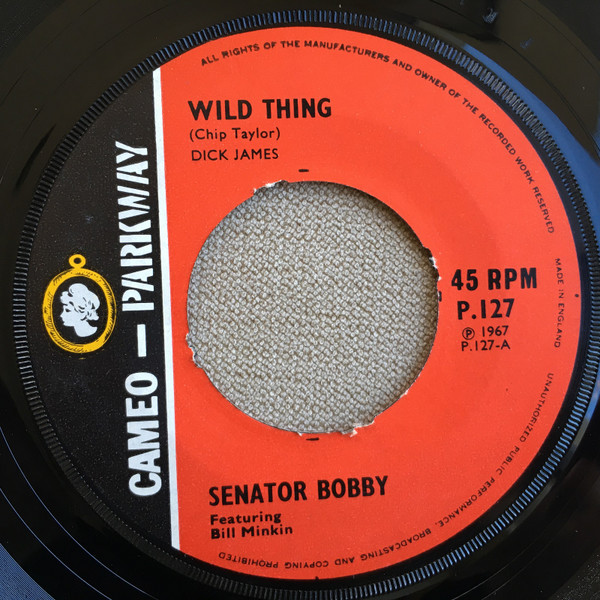 ALL RIGHTS OF THE MANUFACTURERS AND OWNER OF THE RECORDED WORK RESERVED
WILD THING
(Chip Taylor)
DICK JAMES
CAMEO — PARKWAY
45 RPM
P.127
℗ 1967
P.127-A
MADE IN ENGLAND
SENATOR BOBBY
Featuring
Bill Minkin
UNAUTHORIZED PUBLIC PERFORMANCE, BROADCASTING AND COPYING PROHIBITED